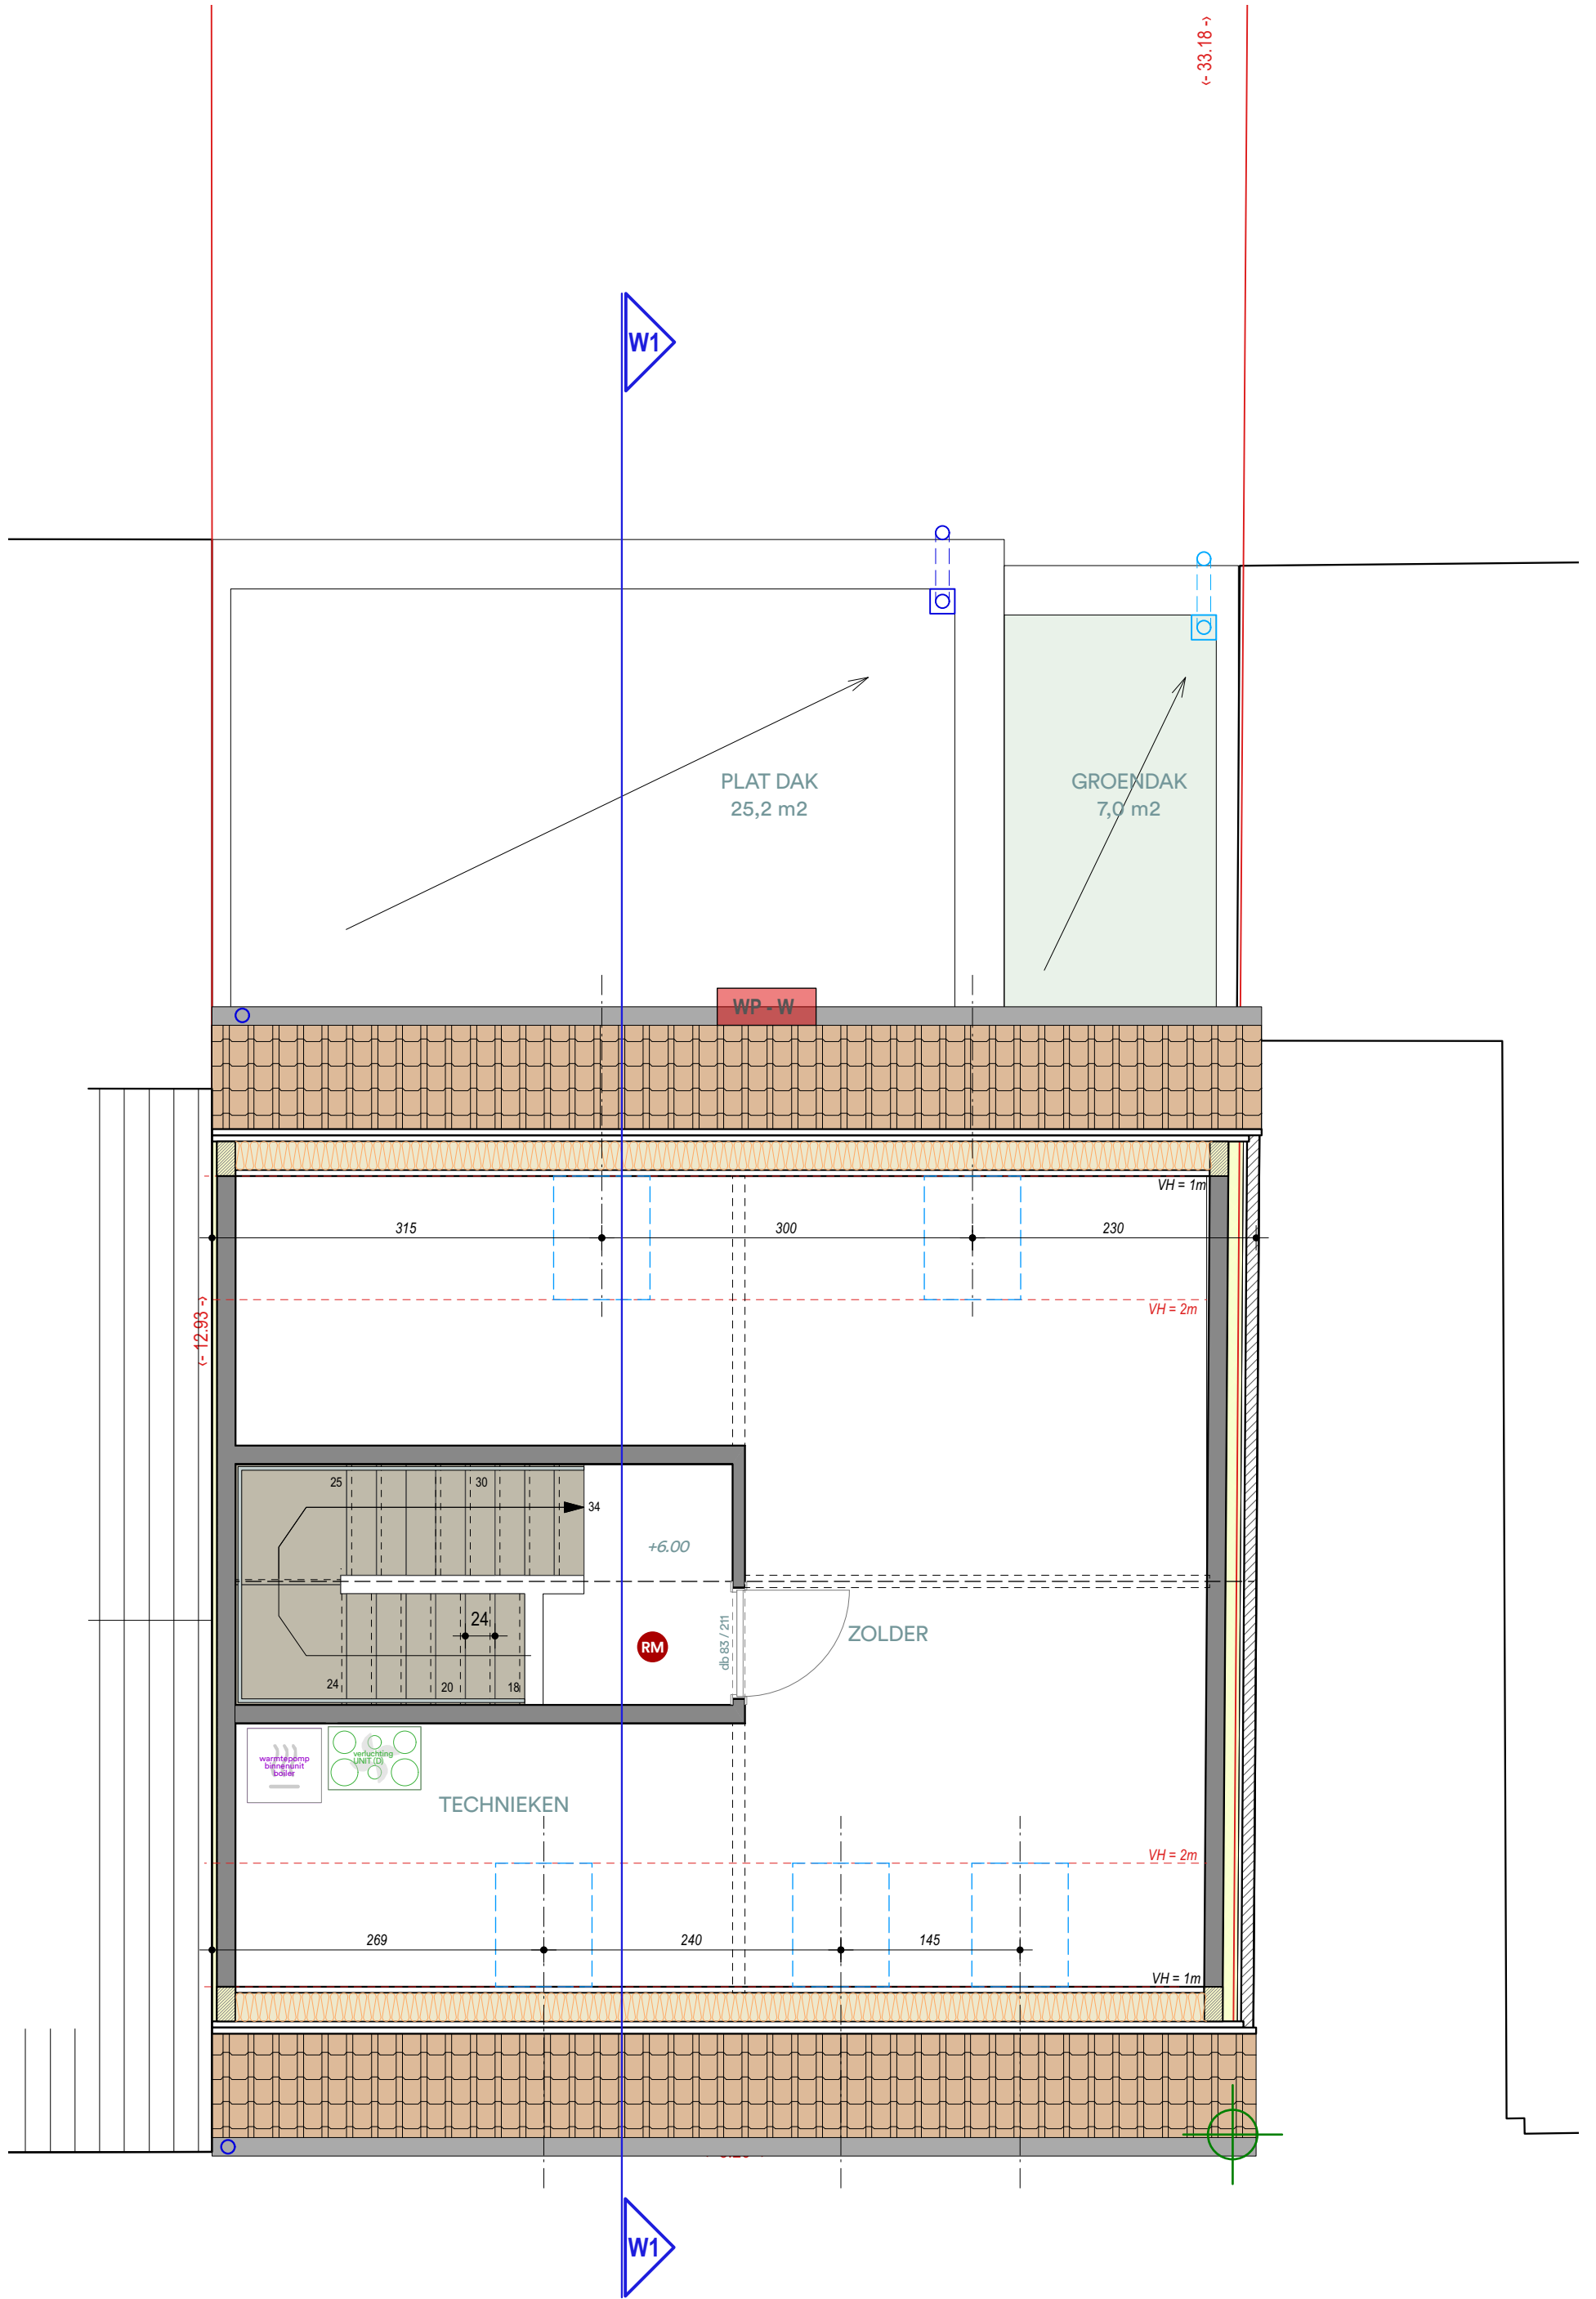 <- 33.18 ->
W1
PLAT DAK
25,2 m2
GROENDAK
7,0 m2
WP - W
VH = 1m
315
300
230
VH = 2m
<- 12.93 ->
25
30
34
+6.00
24
db 83 / 211
ZOLDER
RM
24
20
18
warmtepomp
binnenunit
boiler
verluchting
UNIT (D)
TECHNIEKEN
VH = 2m
269
240
145
VH = 1m
W1